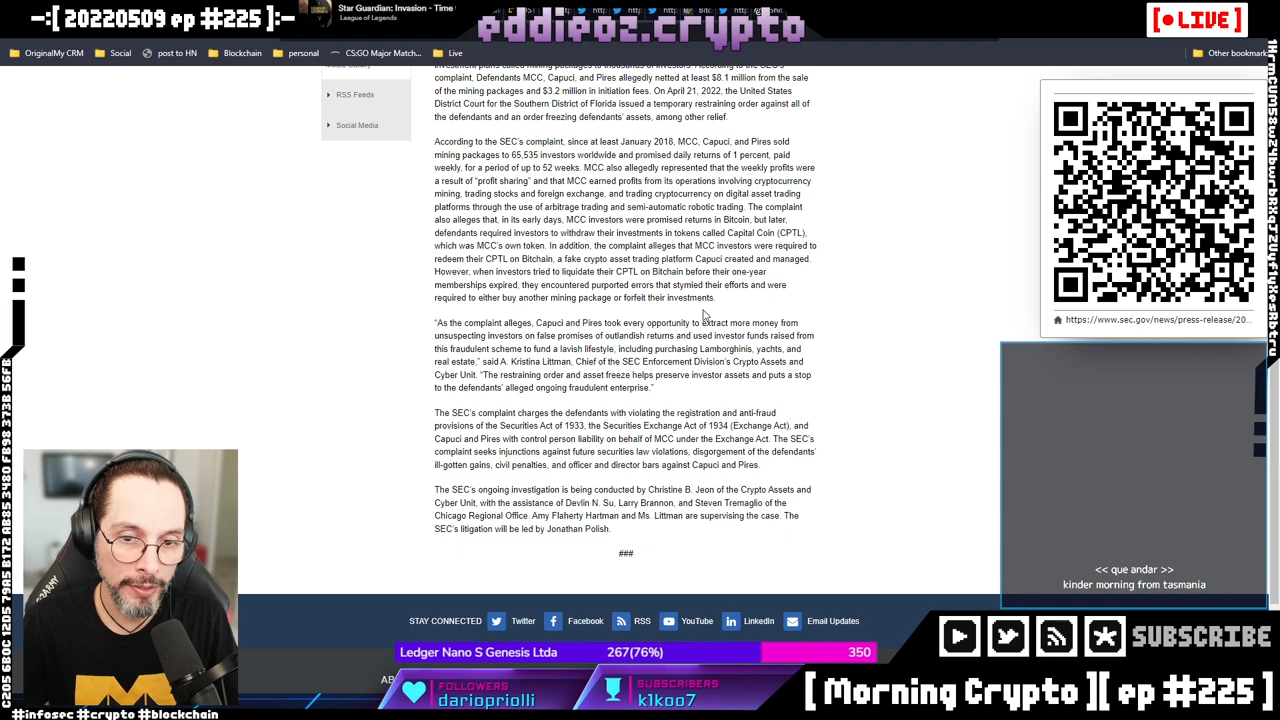 -:[ 20220509 ep #225 ]:-
Star Guardian: Invasion - Time
League of Legends
eddieoz.crypto
[● LIVE]
OriginalMy CRM
Social
post to HN
Blockchain
personal
CS:GO Major Match...
Live
Other bookmark
RSS Feeds
Social Media
complaint, Defendants MCC, Capuci, and Pires allegedly netted at least $8.1 million from the sale
of the mining packages and $3.2 million in initiation fees. On April 21, 2022, the United States
District Court for the Southern District of Florida issued a temporary restraining order against all of
the defendants and an order freezing defendants' assets, among other relief.
According to the SEC's complaint, since at least January 2018, MCC, Capuci, and Pires sold
mining packages to 65,535 investors worldwide and promised daily returns of 1 percent, paid
weekly, for a period of up to 52 weeks. MCC also allegedly represented that the weekly profits were
a result of "profit sharing" and that MCC earned profits from its operations involving cryptocurrency
mining, trading stocks and foreign exchange, and trading cryptocurrency on digital asset trading
platforms through the use of arbitrage trading and semi-automatic robotic trading. The complaint
also alleges that, in its early days, MCC investors were promised returns in Bitcoin, but later,
defendants required investors to withdraw their investments in tokens called Capital Coin (CPTL),
which was MCC's own token. In addition, the complaint alleges that MCC investors were required to
redeem their CPTL on Bitchain, a fake crypto asset trading platform Capuci created and managed.
However, when investors tried to liquidate their CPTL on Bitchain before their one-year
memberships expired, they encountered purported errors that stymied their efforts and were
required to either buy another mining package or forfeit their investments.
"As the complaint alleges, Capuci and Pires took every opportunity to extract more money from
unsuspecting investors on false promises of outlandish returns and used investor funds raised from
this fraudulent scheme to fund a lavish lifestyle, including purchasing Lamborghinis, yachts, and
real estate," said A. Kristina Littman, Chief of the SEC Enforcement Division's Crypto Assets and
Cyber Unit. "The restraining order and asset freeze helps preserve investor assets and puts a stop
to the defendants' alleged ongoing fraudulent enterprise."
The SEC's complaint charges the defendants with violating the registration and anti-fraud
provisions of the Securities Act of 1933, the Securities Exchange Act of 1934 (Exchange Act), and
Capuci and Pires with control person liability on behalf of MCC under the Exchange Act. The SEC's
complaint seeks injunctions against future securities law violations, disgorgement of the defendants'
ill-gotten gains, civil penalties, and officer and director bars against Capuci and Pires.
The SEC's ongoing investigation is being conducted by Christine B. Jeon of the Crypto Assets and
Cyber Unit, with the assistance of Devlin N. Su, Larry Brannon, and Steven Tremaglio of the
Chicago Regional Office. Amy Flaherty Hartman and Ms. Littman are supervising the case. The
SEC's litigation will be led by Jonathan Polish.
###
STAY CONNECTED
Twitter
Facebook
RSS
YouTube
LinkedIn
Email Updates
https://www.sec.gov/news/press-release/20...
<< que andar >>
kinder morning from tasmania
SUBSCRIBE
Ledger Nano S Genesis Ltda 267(76%) 350
FOLLOWERS
dariopriolli
SUBSCRIBERS
k1koo7
[ Morning Crypto ][ ep #225 ]
#infosec #crypto #blockchain